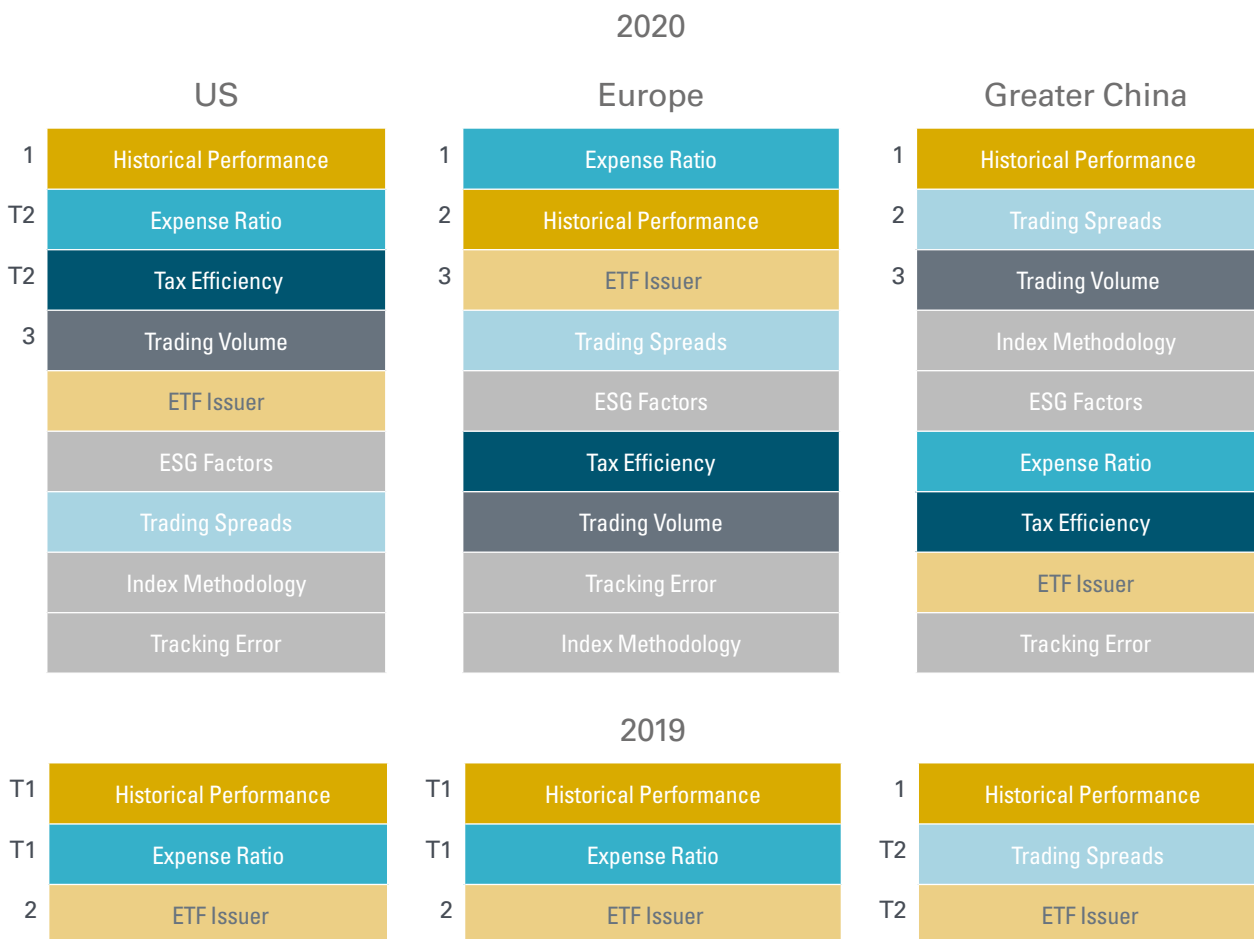 2020
US Europe Greater China
1 Historical Performance 1 Expense Ratio 1 Historical Performance
T2 Expense Ratio 2 Historical Performance 2 Trading Spreads
T2 Tax Efficiency 3 ETF Issuer 3 Trading Volume
3 Trading Volume Trading Spreads Index Methodology
ETF Issuer ESG Factors ESG Factors
ESG Factors Tax Efficiency Expense Ratio
Trading Spreads Trading Volume Tax Efficiency
Index Methodology Tracking Error ETF Issuer
Tracking Error Index Methodology Tracking Error
2019
T1 Historical Performance T1 Historical Performance 1 Historical Performance
T1 Expense Ratio T1 Expense Ratio T2 Trading Spreads
2 ETF Issuer 2 ETF Issuer T2 ETF Issuer